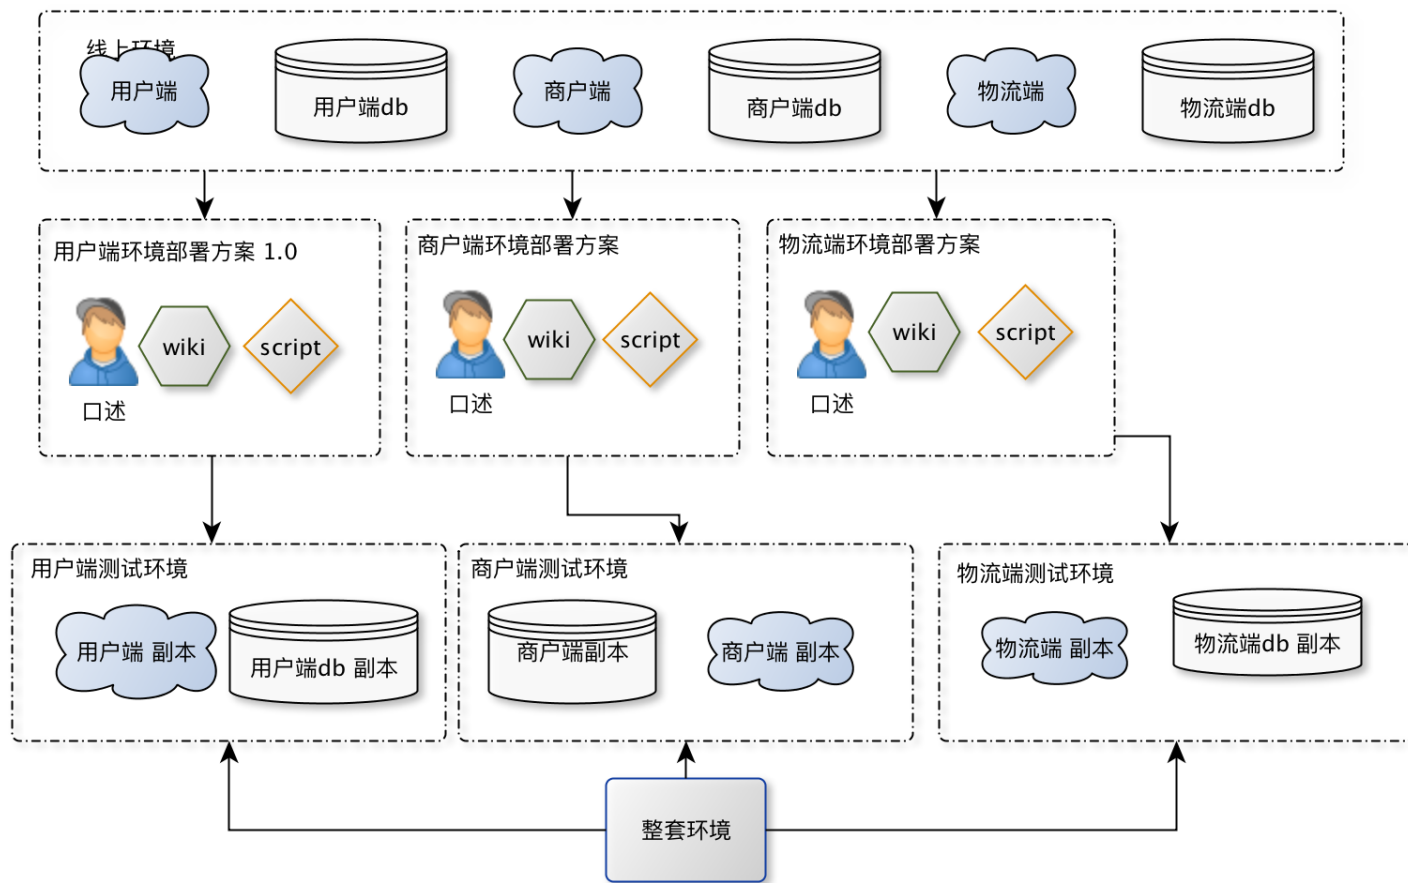 线上环境
用户端
用户端db
商户端
商户端db
物流端
物流端db
用户端环境部署方案 1.0
wiki
script
口述
商户端环境部署方案
wiki
script
口述
物流端环境部署方案
wiki
script
口述
用户端测试环境
用户端 副本
用户端db 副本
商户端测试环境
商户端副本
商户端 副本
物流端测试环境
物流端 副本
物流端db 副本
整套环境